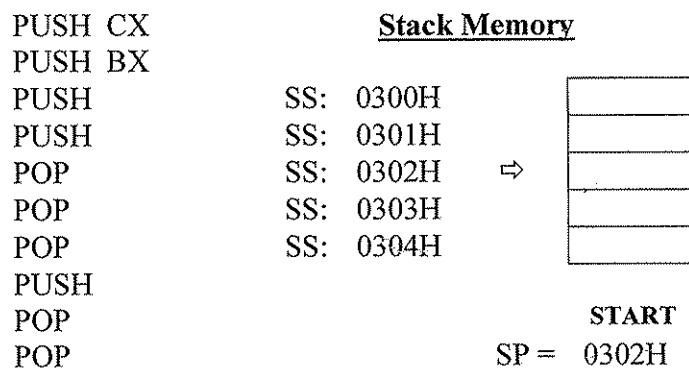 PUSH CX
Stack Memory
PUSH BX
PUSH SS: 0300H
PUSH SS: 0301H
POP SS: 0302H ⇨
POP SS: 0303H
POP SS: 0304H
PUSH
POP START
POP SP = 0302H